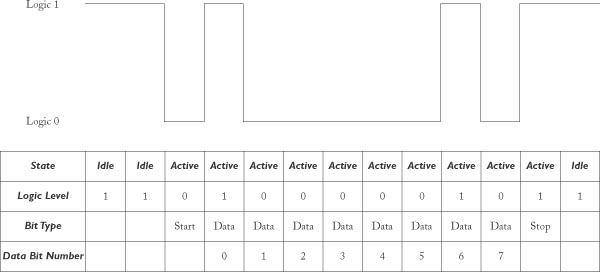 Logic 1
Logic 0
State Idle Idle Active Active Active Active Active Active Active Active Active Active Idle
Logic Level 1 1 0 1 0 0 0 0 0 1 0 1 1
Bit Type Start Data Data Data Data Data Data Data Data Stop
Data Bit Number 0 1 2 3 4 5 6 7